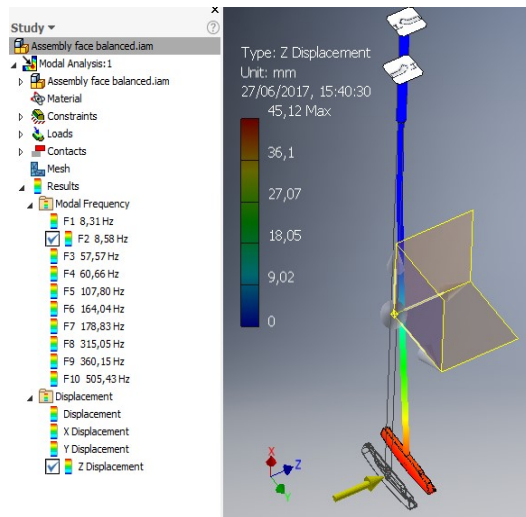 Study
Assembly face balanced.iam
Modal Analysis:1
Assembly face balanced.iam
Material
Constraints
Loads
Contacts
Mesh
Results
Modal Frequency
F1 8,31 Hz
F2 8,58 Hz
F3 57,57 Hz
F4 60,66 Hz
F5 107,80 Hz
F6 164,04 Hz
F7 178,83 Hz
F8 315,05 Hz
F9 360,15 Hz
F10 505,43 Hz
Displacement
Displacement
X Displacement
Y Displacement
Z Displacement
Type: Z Displacement
Unit: mm
27/06/2017, 15:40:30
45,12 Max
36,1
27,07
18,05
9,02
0
X
Z
Y